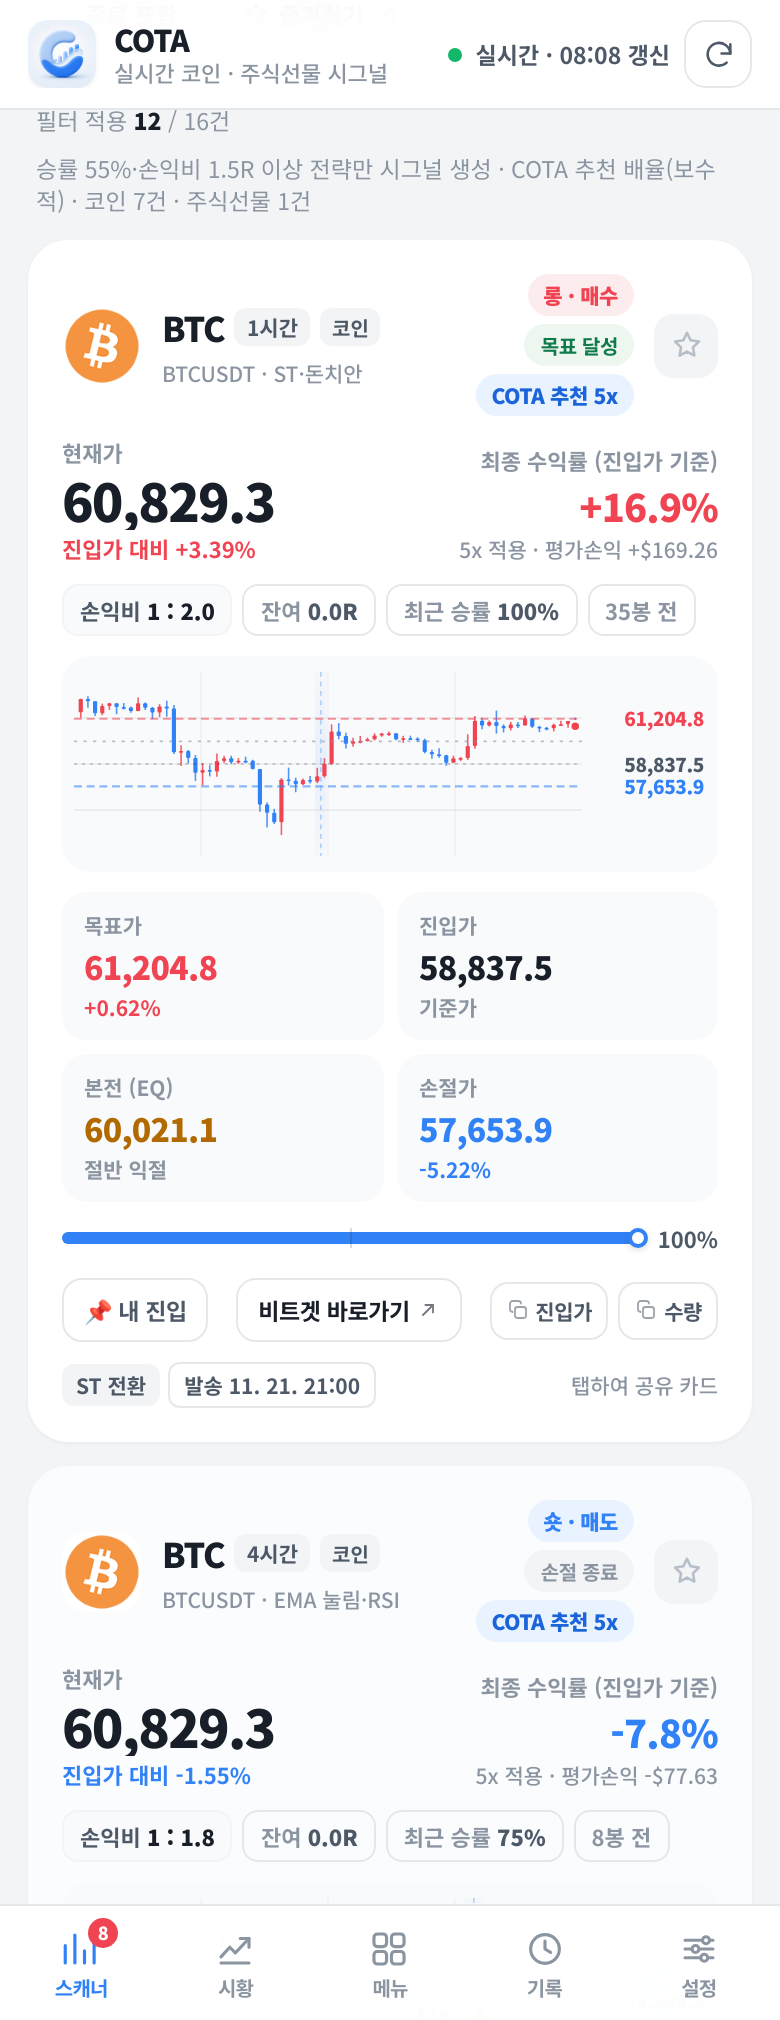 COTA
실시간 코인 · 주식선물 시그널
실시간 · 08:08 갱신
필터 적용 12 / 16건
승률 55%·손익비 1.5R 이상 전략만 시그널 생성 · COTA 추천 배율(보수
적) · 코인 7건 · 주식선물 1건
롱 · 매수
BTC 1시간 코인
목표 달성
BTCUSDT · ST·돈치안
COTA 추천 5x
현재가
최종 수익률 (진입가 기준)
60,829.3
+16.9%
진입가 대비 +3.39%
5x 적용 · 평가손익 +$169.26
손익비 1 : 2.0
잔여 0.0R
최근 승률 100%
35봉 전
61,204.8
58,837.5
57,653.9
목표가
61,204.8
+0.62%
진입가
58,837.5
기준가
본전 (EQ)
60,021.1
절반 익절
손절가
57,653.9
-5.22%
100%
📌 내 진입
비트겟 바로가기 ↗
진입가
수량
ST 전환
발송 11. 21. 21:00
탭하여 공유 카드
숏 · 매도
BTC 4시간 코인
손절 종료
BTCUSDT · EMA 눌림·RSI
COTA 추천 5x
현재가
최종 수익률 (진입가 기준)
60,829.3
-7.8%
진입가 대비 -1.55%
5x 적용 · 평가손익 -$77.63
손익비 1 : 1.8
잔여 0.0R
최근 승률 75%
8봉 전
8
스캐너
시황
메뉴
기록
설정